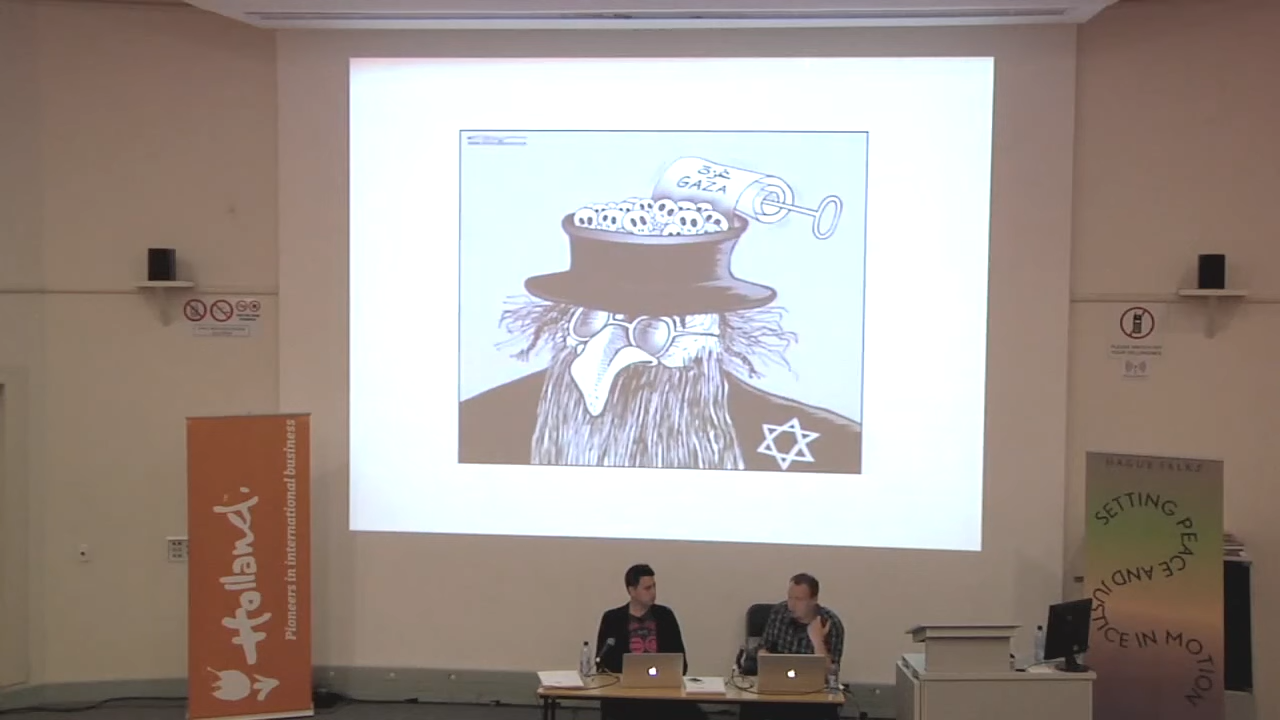 غزة
GAZA
Holland.
Pioneers in international business
HAGUE TALKS
SETTING PEACE AND JUSTICE IN MOTION